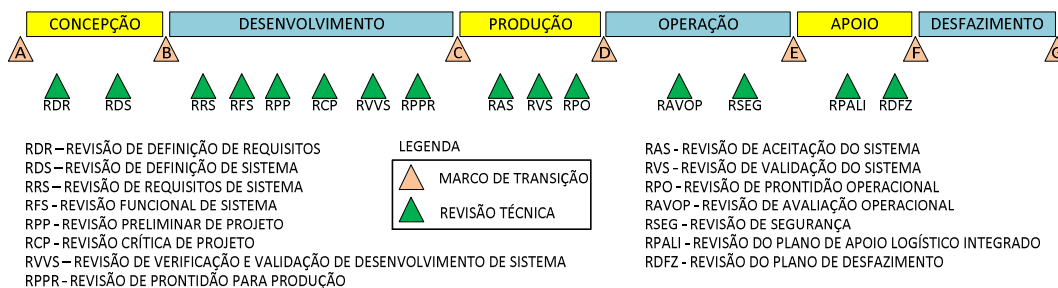 CONCEPÇÃO DESENVOLVIMENTO PRODUÇÃO OPERAÇÃO APOIO DESFAZIMENTO
A B C D E F G
RDR RDS RRS RFS RPP RCP RVVS RPPR RAS RVS RPO RAVOP RSEG RPALI RDFZ
RDR – REVISÃO DE DEFINIÇÃO DE REQUISITOS
RDS – REVISÃO DE DEFINIÇÃO DE SISTEMA
RRS – REVISÃO DE REQUISITOS DE SISTEMA
RFS - REVISÃO FUNCIONAL DE SISTEMA
RPP - REVISÃO PRELIMINAR DE PROJETO
RCP - REVISÃO CRÍTICA DE PROJETO
RVVS – REVISÃO DE VERIFICAÇÃO E VALIDAÇÃO DE DESENVOLVIMENTO DE SISTEMA
RPPR - REVISÃO DE PRONTIDÃO PARA PRODUÇÃO
LEGENDA
MARCO DE TRANSIÇÃO
REVISÃO TÉCNICA
RAS - REVISÃO DE ACEITAÇÃO DO SISTEMA
RVS - REVISÃO DE VALIDAÇÃO DO SISTEMA
RPO - REVISÃO DE PRONTIDÃO OPERACIONAL
RAVOP - REVISÃO DE AVALIAÇÃO OPERACIONAL
RSEG - REVISÃO DE SEGURANÇA
RPALI - REVISÃO DO PLANO DE APOIO LOGÍSTICO INTEGRADO
RDFZ - REVISÃO DO PLANO DE DESFAZIMENTO